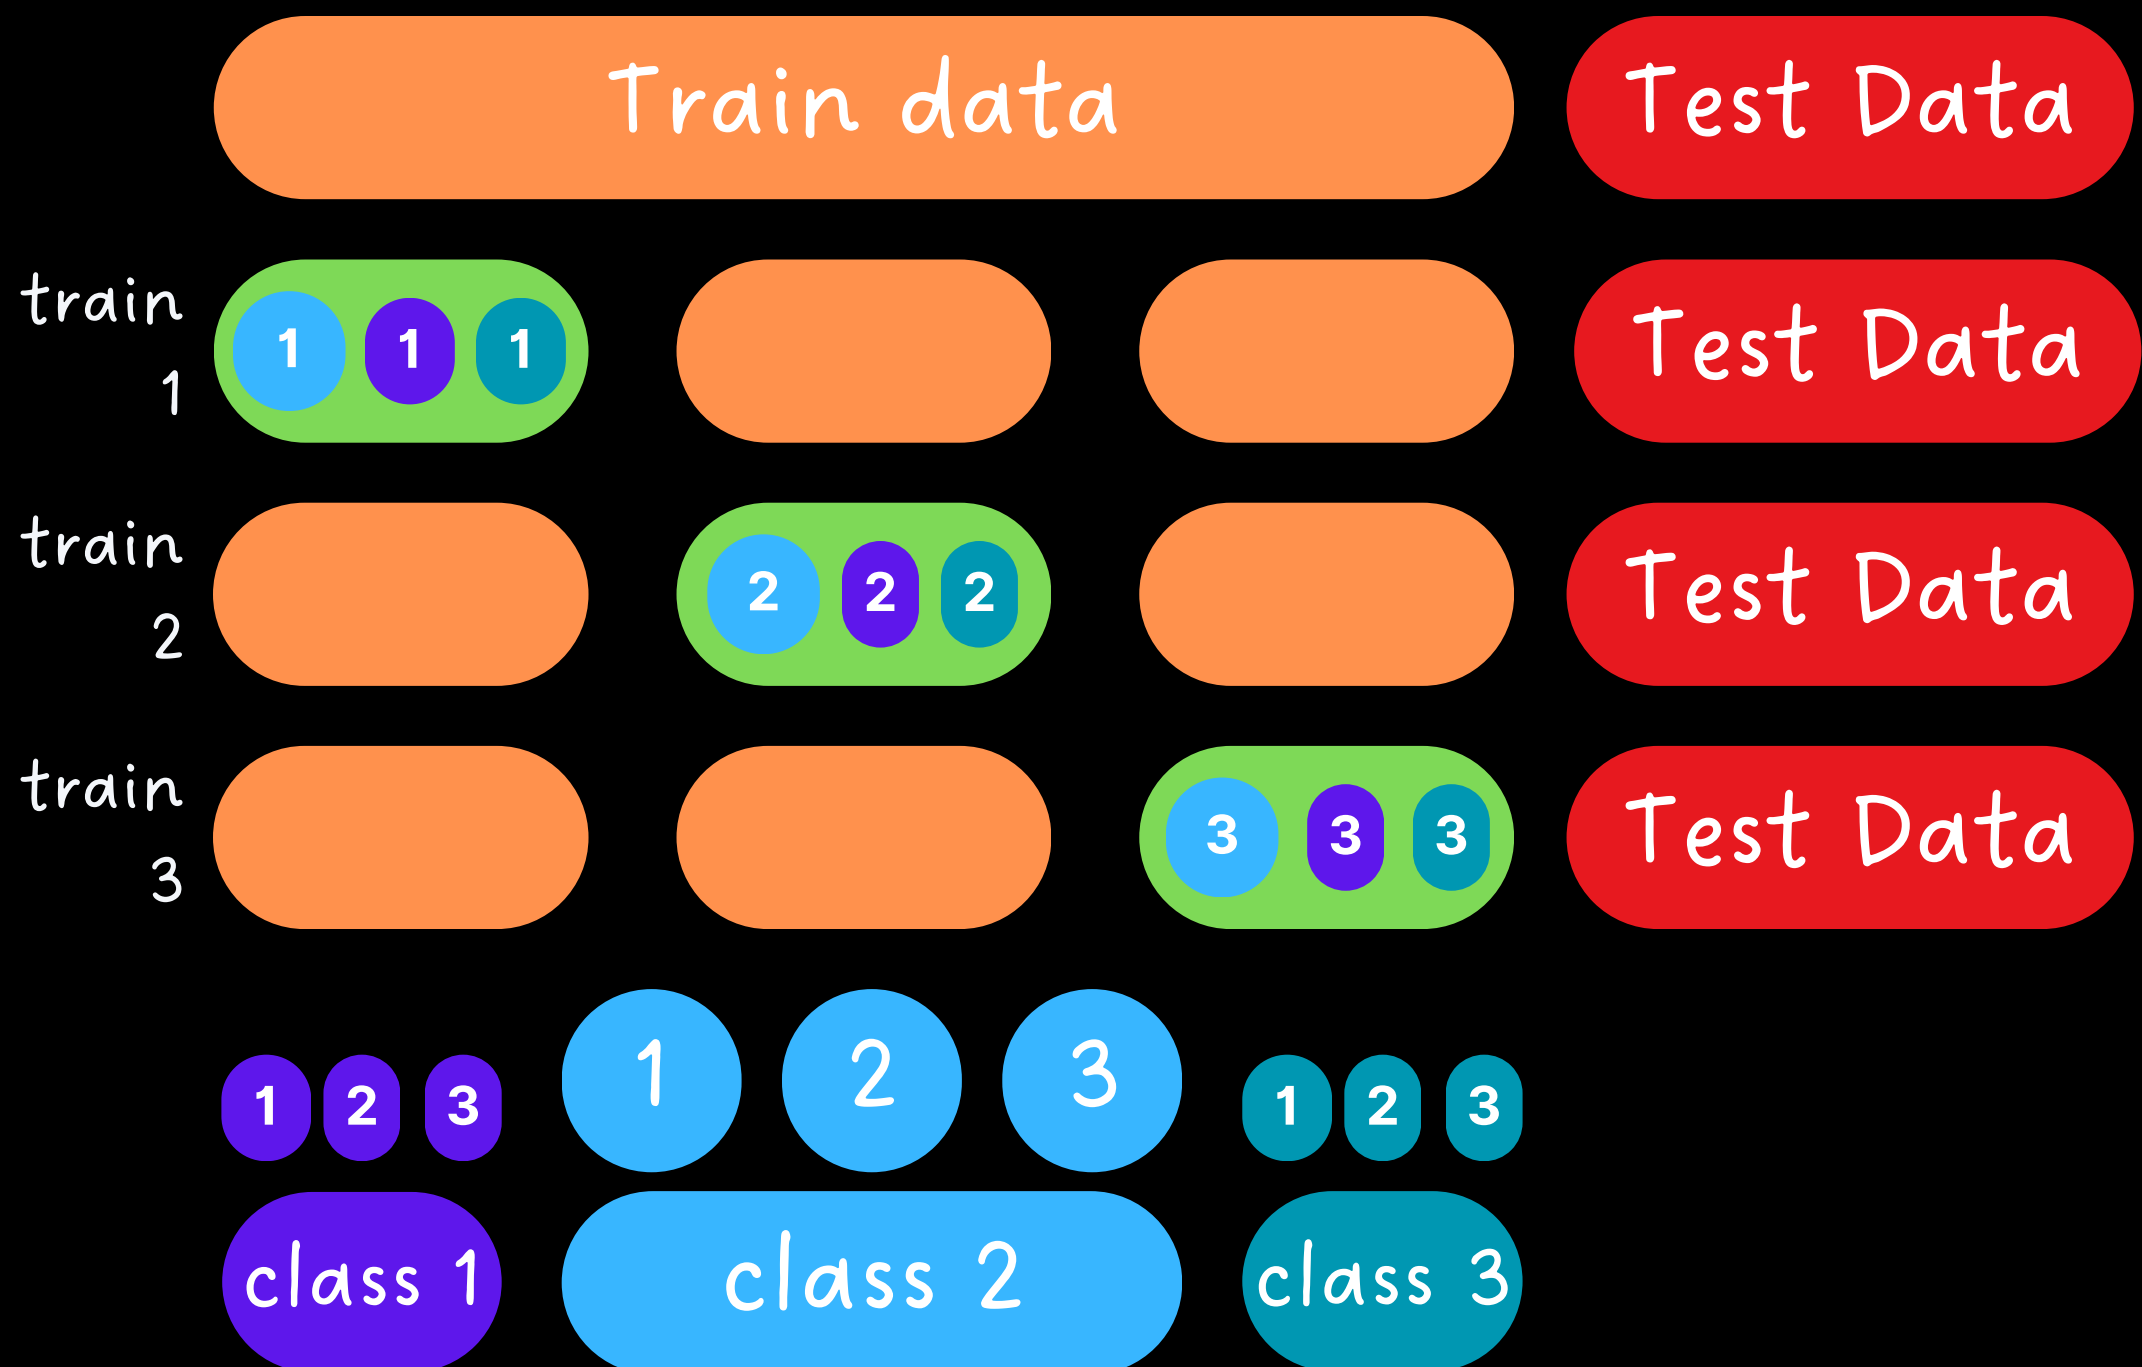 Train data Test Data
train 1 1 1 Test Data
1
train 2 2 2 Test Data
2
train 3 3 3 Test Data
3
1 2 3 1 2 3 1 2 3
class 1 class 2 class 3